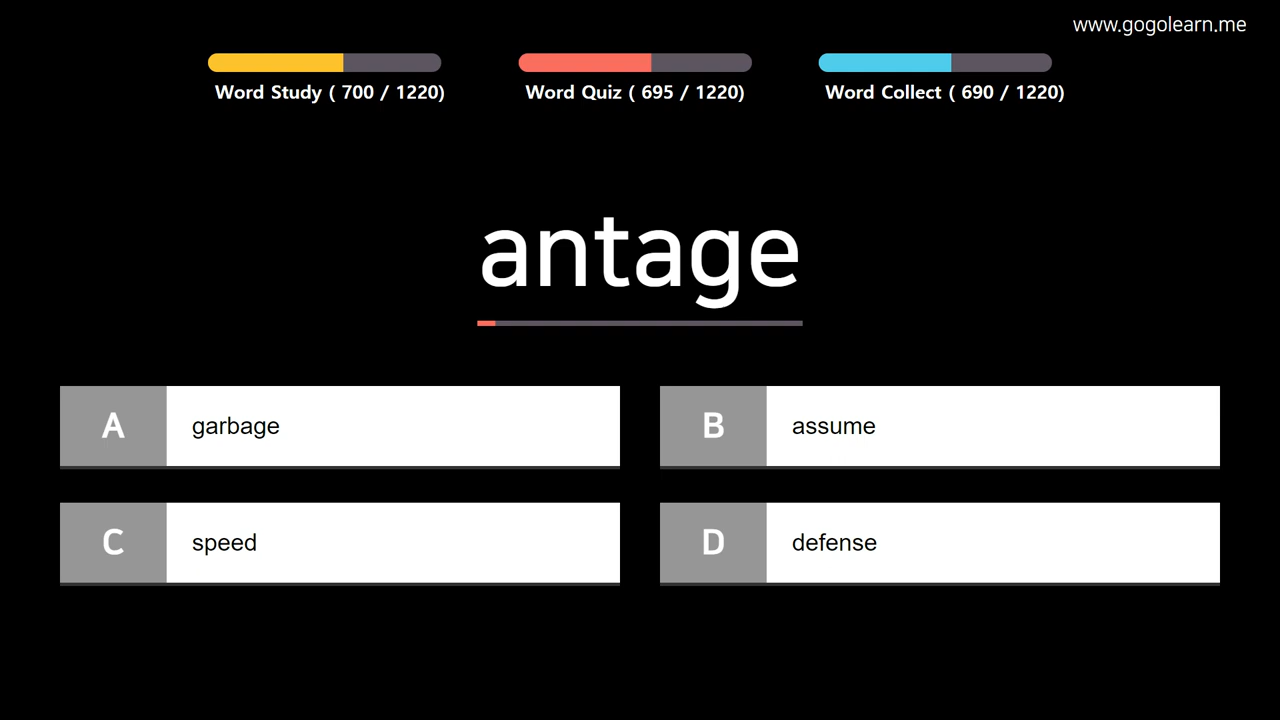 www.gogolearn.me
Word Study ( 700 / 1220)
Word Quiz ( 695 / 1220)
Word Collect ( 690 / 1220)
antage
A garbage
B assume
C speed
D defense